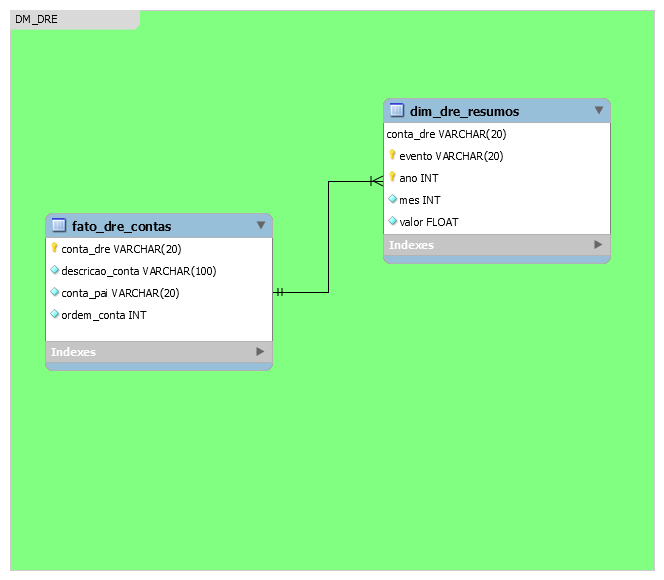 DM_DRE
dim_dre_resumos
conta_dre VARCHAR(20)
evento VARCHAR(20)
ano INT
mes INT
valor FLOAT
Indexes
fato_dre_contas
conta_dre VARCHAR(20)
descricao_conta VARCHAR(100)
conta_pai VARCHAR(20)
ordem_conta INT
Indexes